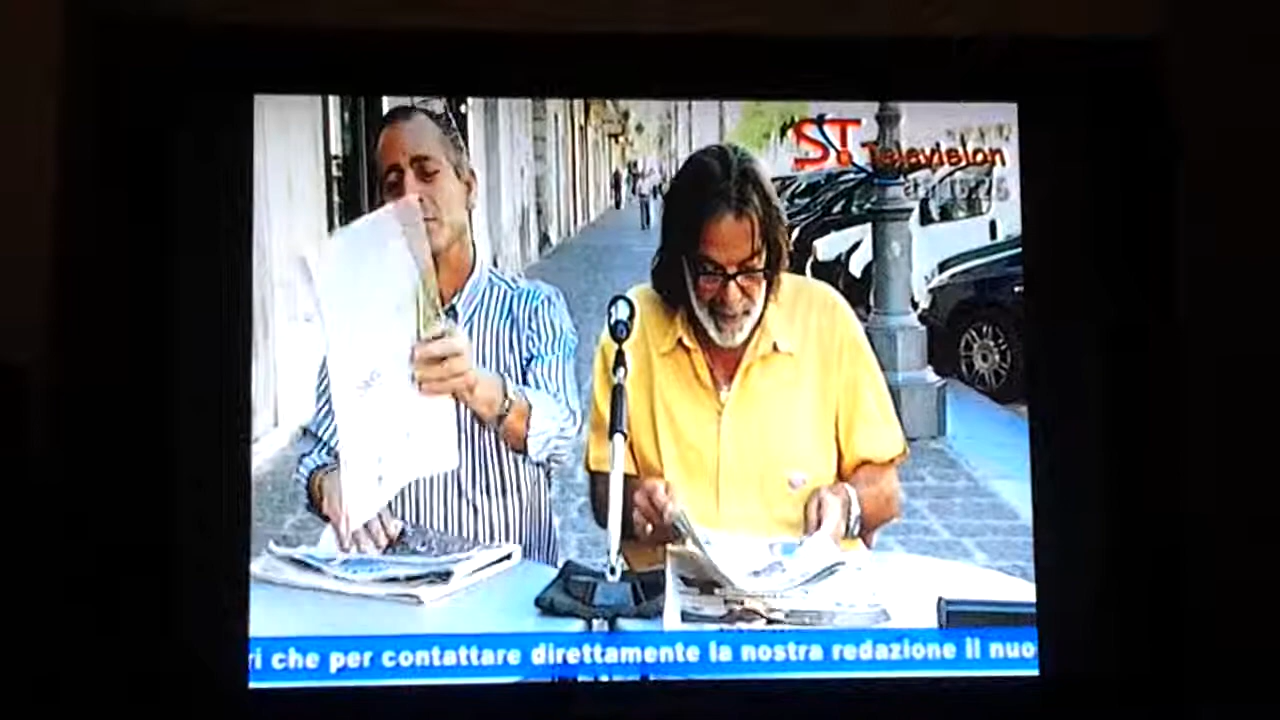 ST Television
ri che per contattare direttamente la nostra redazione il nuo